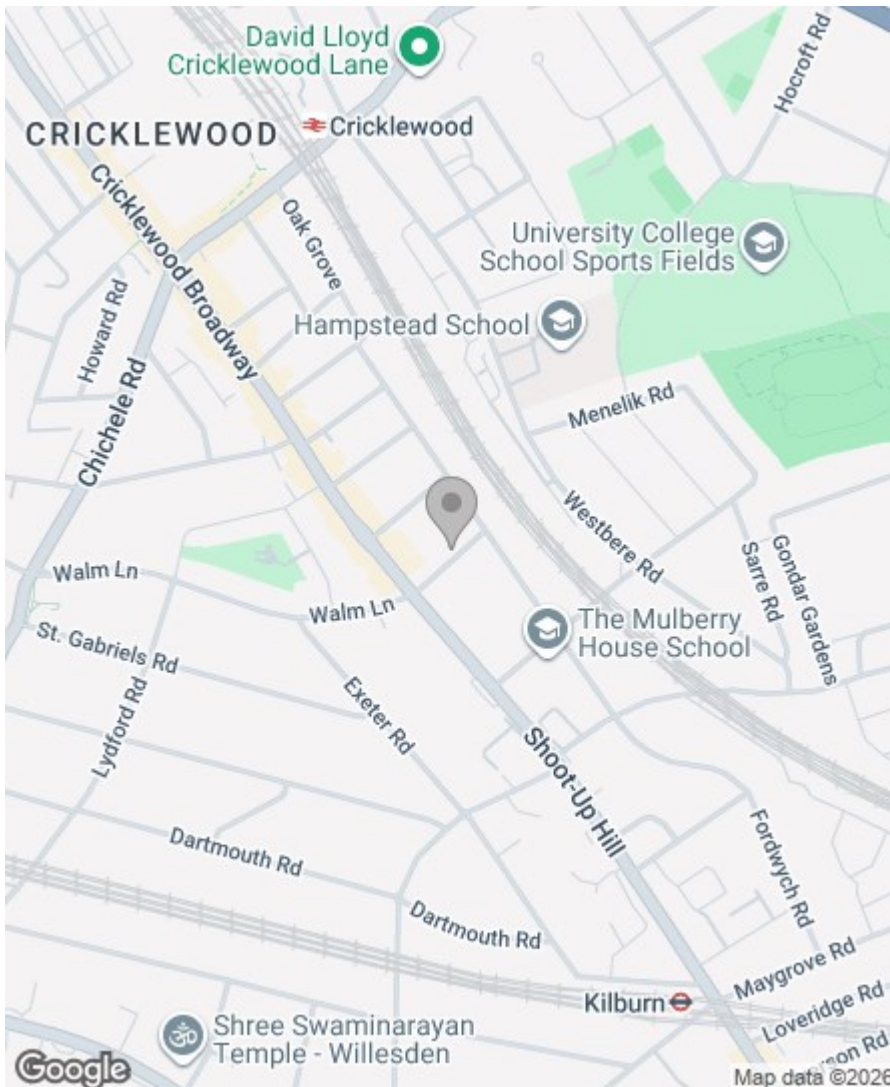 David Lloyd
Cricklewood Lane
Hocroft Rd
CRICKLEWOOD
Cricklewood
Cricklewood Broadway
Oak Grove
University College
School Sports Fields
Howard Rd
Hampstead School
Chichele Rd
Menelik Rd
Westbere Rd
Sarre Rd
Gondar Gardens
Walm Ln
Walm Ln
St. Gabriels Rd
The Mulberry
House School
Lydford Rd
Exeter Rd
Shoot-Up Hill
Dartmouth Rd
Fordwych Rd
Dartmouth Rd
Maygrove Rd
Kilburn
Loveridge Rd
Shree Swaminarayan
Temple - Willesden
Google
Map data ©2026